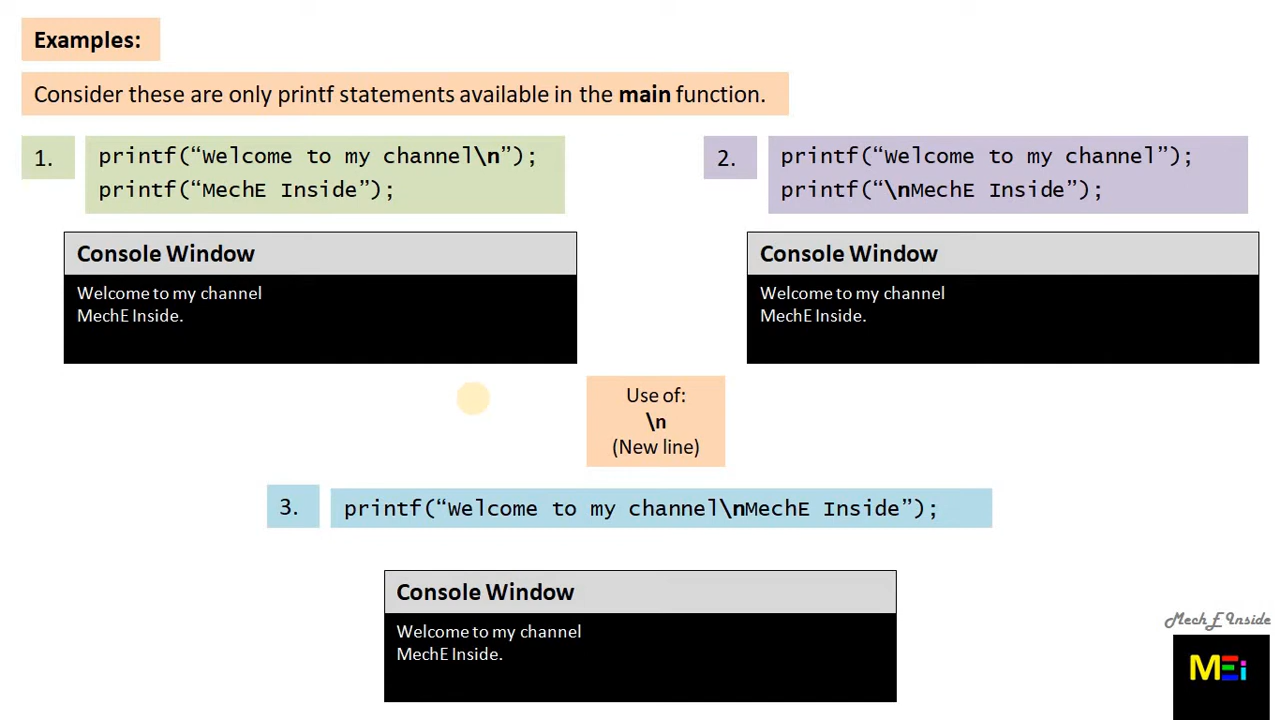 Examples:
Consider these are only printf statements available in the main function.
1.
printf(“Welcome to my channel\n”);
printf(“MechE Inside”);
Console Window
Welcome to my channel
MechE Inside.
2.
printf(“Welcome to my channel”);
printf(“\nMechE Inside”);
Console Window
Welcome to my channel
MechE Inside.
Use of:
\n
(New line)
3.
printf(“Welcome to my channel\nMechE Inside”);
Console Window
Welcome to my channel
MechE Inside.
Mech E Inside
MEi